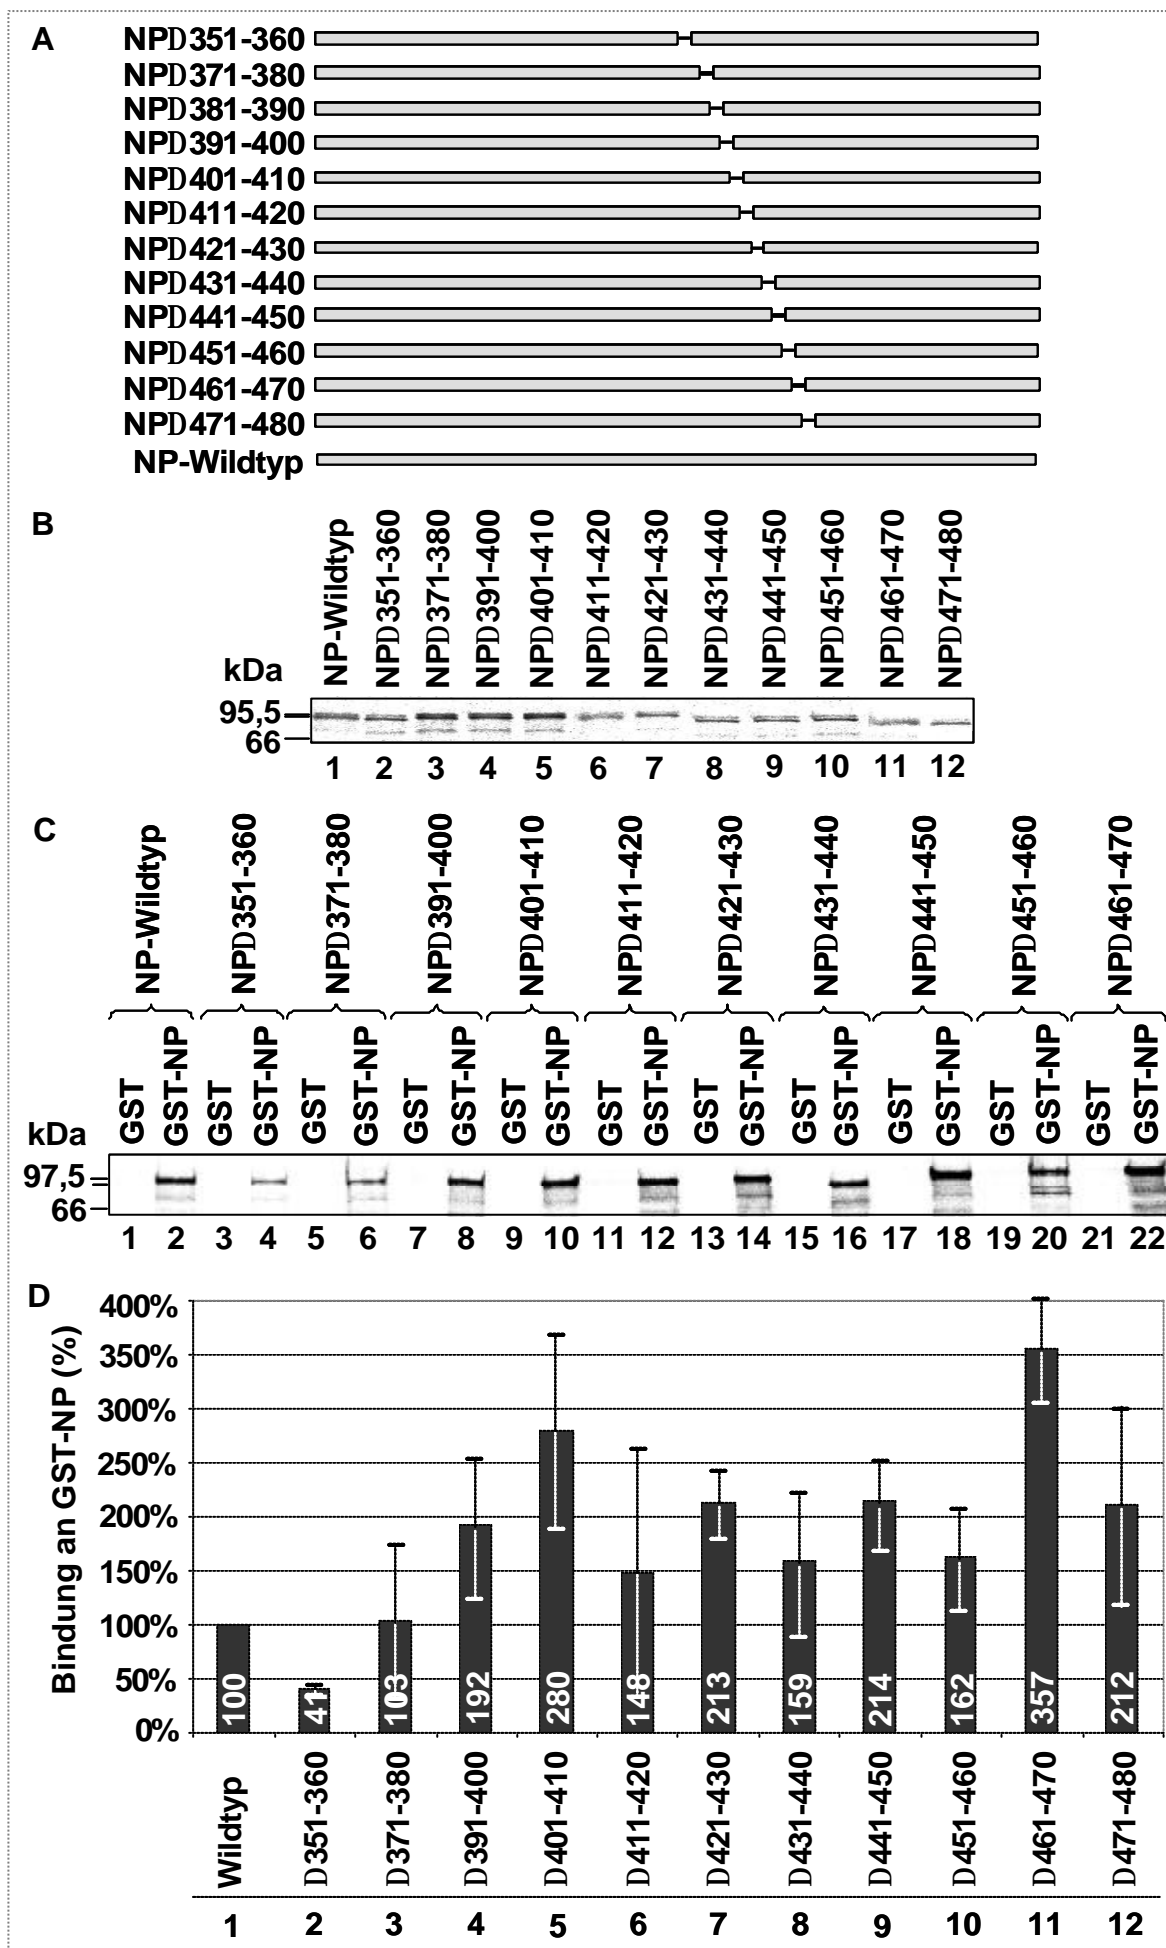 A
NPD351-360
NPD371-380
NPD381-390
NPD391-400
NPD401-410
NPD411-420
NPD421-430
NPD431-440
NPD441-450
NPD451-460
NPD461-470
NPD471-480
NP-Wildtyp
B
NP-Wildtyp
NPD351-360
NPD371-380
NPD391-400
NPD401-410
NPD411-420
NPD421-430
NPD431-440
NPD441-450
NPD451-460
NPD461-470
NPD471-480
kDa
95,5
66
1 2 3 4 5 6 7 8 9 10 11 12
C
NP-Wildtyp
NPD351-360
NPD371-380
NPD391-400
NPD401-410
NPD411-420
NPD421-430
NPD431-440
NPD441-450
NPD451-460
NPD461-470
GST GST-NP GST GST-NP GST GST-NP GST GST-NP GST GST-NP GST GST-NP GST GST-NP GST GST-NP GST GST-NP GST GST-NP GST GST-NP
kDa
97,5
66
1 2 3 4 5 6 7 8 9 10 11 12 13 14 15 16 17 18 19 20 21 22
D
Bindung an GST-NP (%)
400%
350%
300%
250%
200%
150%
100%
50%
0%
100 41 103 192 280 148 213 159 214 162 357 212
Wildtyp
D351-360
D371-380
D391-400
D401-410
D411-420
D421-430
D431-440
D441-450
D451-460
D461-470
D471-480
1 2 3 4 5 6 7 8 9 10 11 12